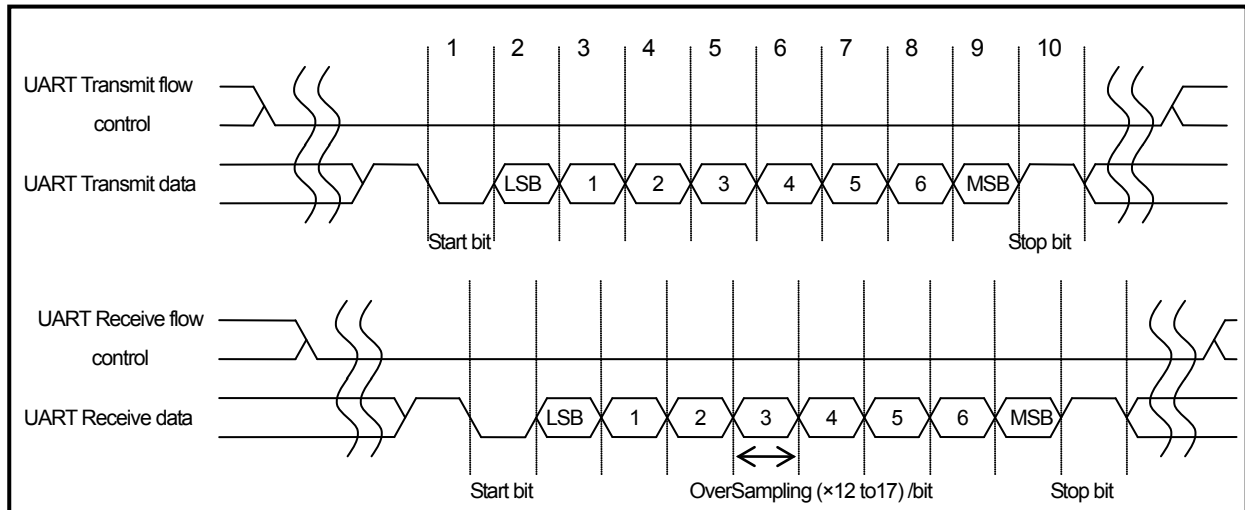 1 2 3 4 5 6 7 8 9 10
UART Transmit flow
control
UART Transmit data
LSB 1 2 3 4 5 6 MSB
Start bit Stop bit
UART Receive flow
control
UART Receive data
LSB 1 2 3 4 5 6 MSB
Start bit OverSampling (×12 to17) /bit Stop bit